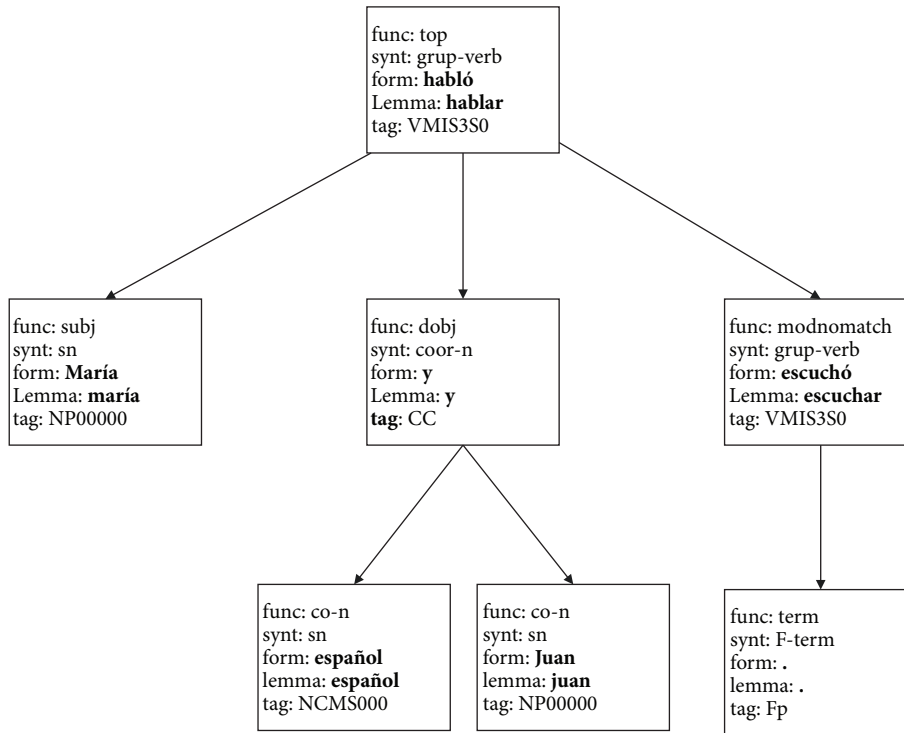 func: top
synt: grup-verb
form: habló
Lemma: hablar
tag: VMIS3S0
func: subj
synt: sn
form: María
Lemma: maría
tag: NP00000
func: dobj
synt: coor-n
form: y
Lemma: y
tag: CC
func: modnomatch
synt: grup-verb
form: escuchó
Lemma: escuchar
tag: VMIS3S0
func: co-n
synt: sn
form: español
lemma: español
tag: NCMS000
func: co-n
synt: sn
form: Juan
lemma: juan
tag: NP00000
func: term
synt: F-term
form: .
lemma: .
tag: Fp